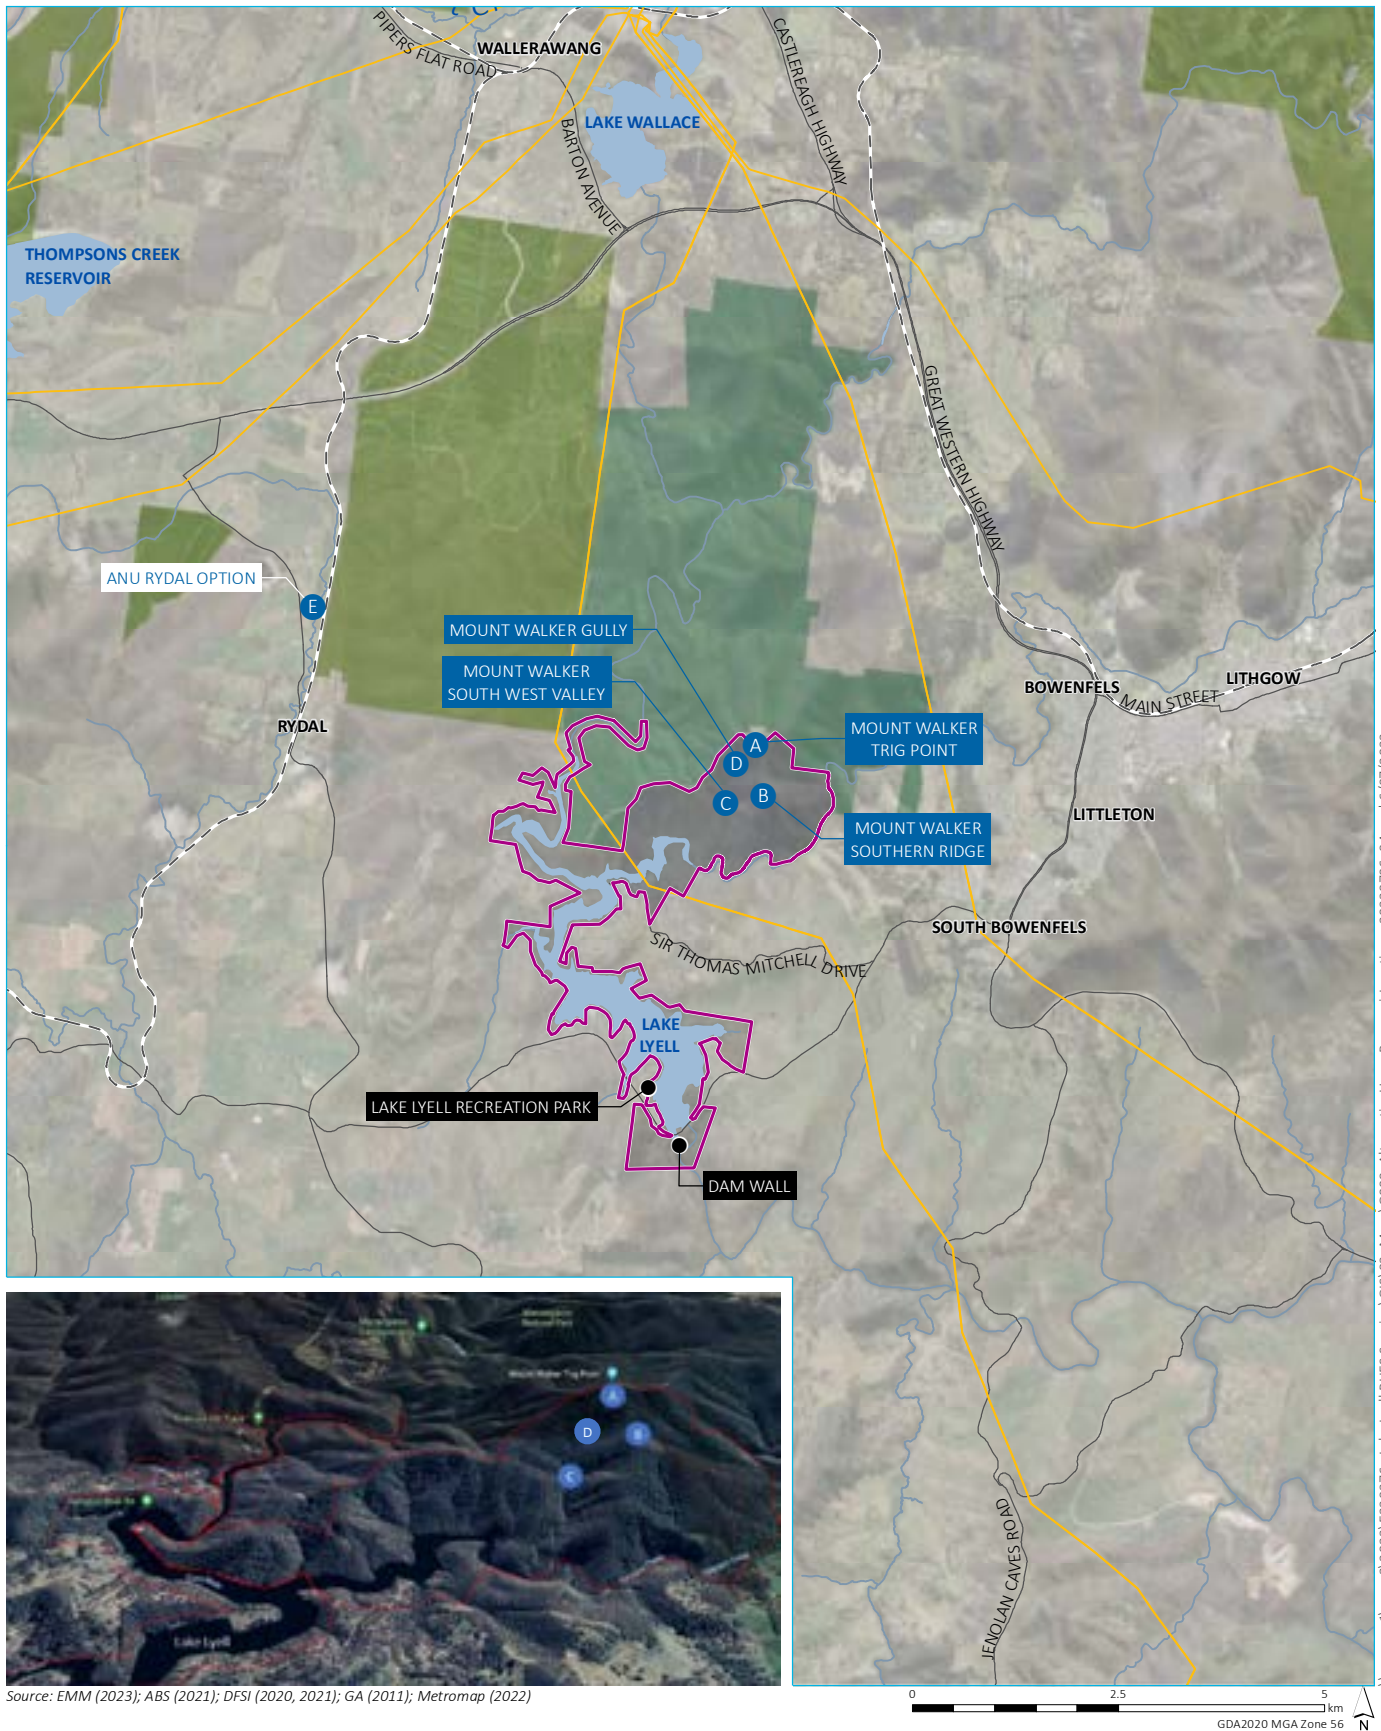 WALLERAWANG
PIPERS FLAT ROAD
CASTLEREAGH HIGHWAY
LAKE WALLACE
BARTON AVENUE
THOMPSONS CREEK
RESERVOIR
GREAT WESTERN HIGHWAY
ANU RYDAL OPTION
E
MOUNT WALKER GULLY
MOUNT WALKER
SOUTH WEST VALLEY
BOWENFELS
LITHGOW
MAIN STREET
RYDAL
MOUNT WALKER
TRIG POINT
A
D
B
C
LITTLETON
MOUNT WALKER
SOUTHERN RIDGE
SOUTH BOWENFELS
SIR THOMAS MITCHELL DRIVE
LAKE
LYELL
LAKE LYELL RECREATION PARK
DAM WALL
Mount Walker Trig Point
A
D
C
Lake Lyell
JENOLAN CAVES ROAD
Source: EMM (2023); ABS (2021); DFSI (2020, 2021); GA (2011); Metromap (2022)
0 2.5 5
km
GDA2020 MGA Zone 56
N